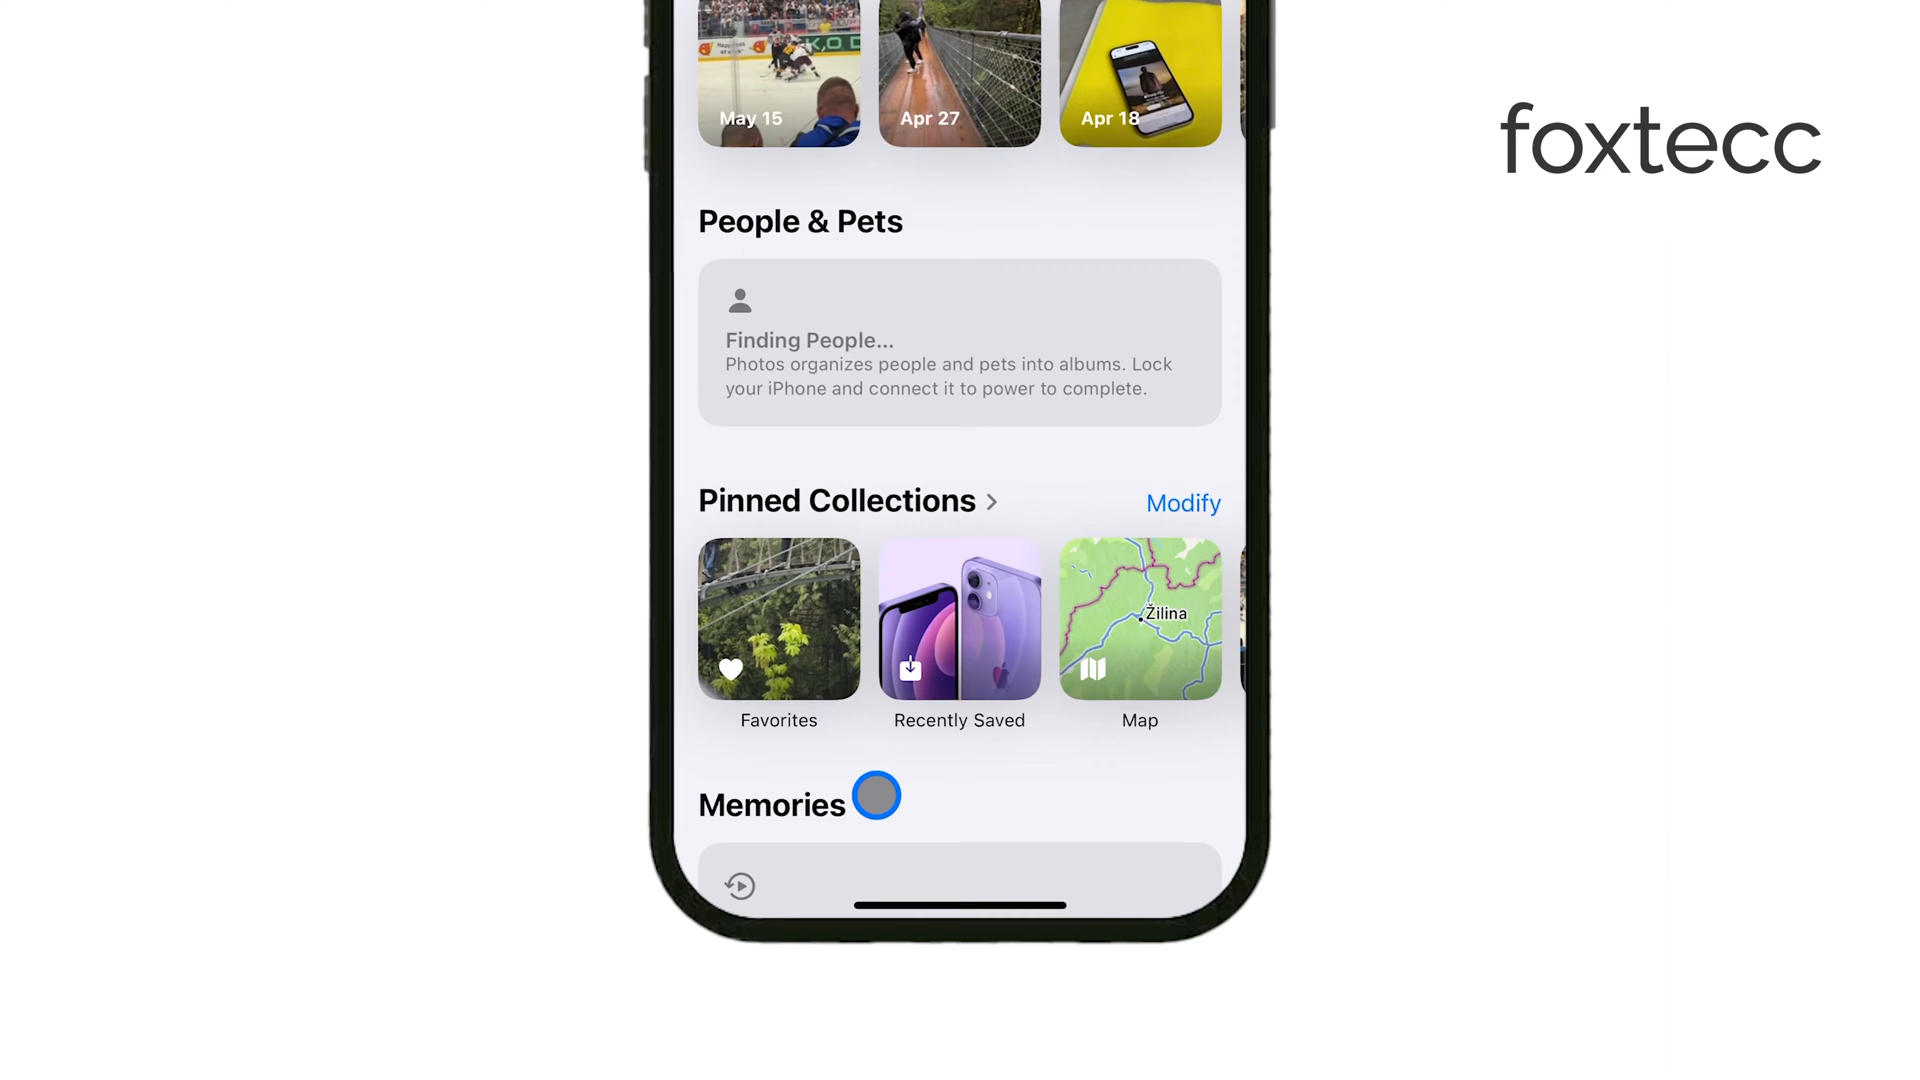 K,O
May 15
Apr 27
Apr 18
foxtecc
People & Pets
Finding People...
Photos organizes people and pets into albums. Lock
your iPhone and connect it to power to complete.
Pinned Collections
Modify
Žilina
Favorites
Recently Saved
Map
Memories